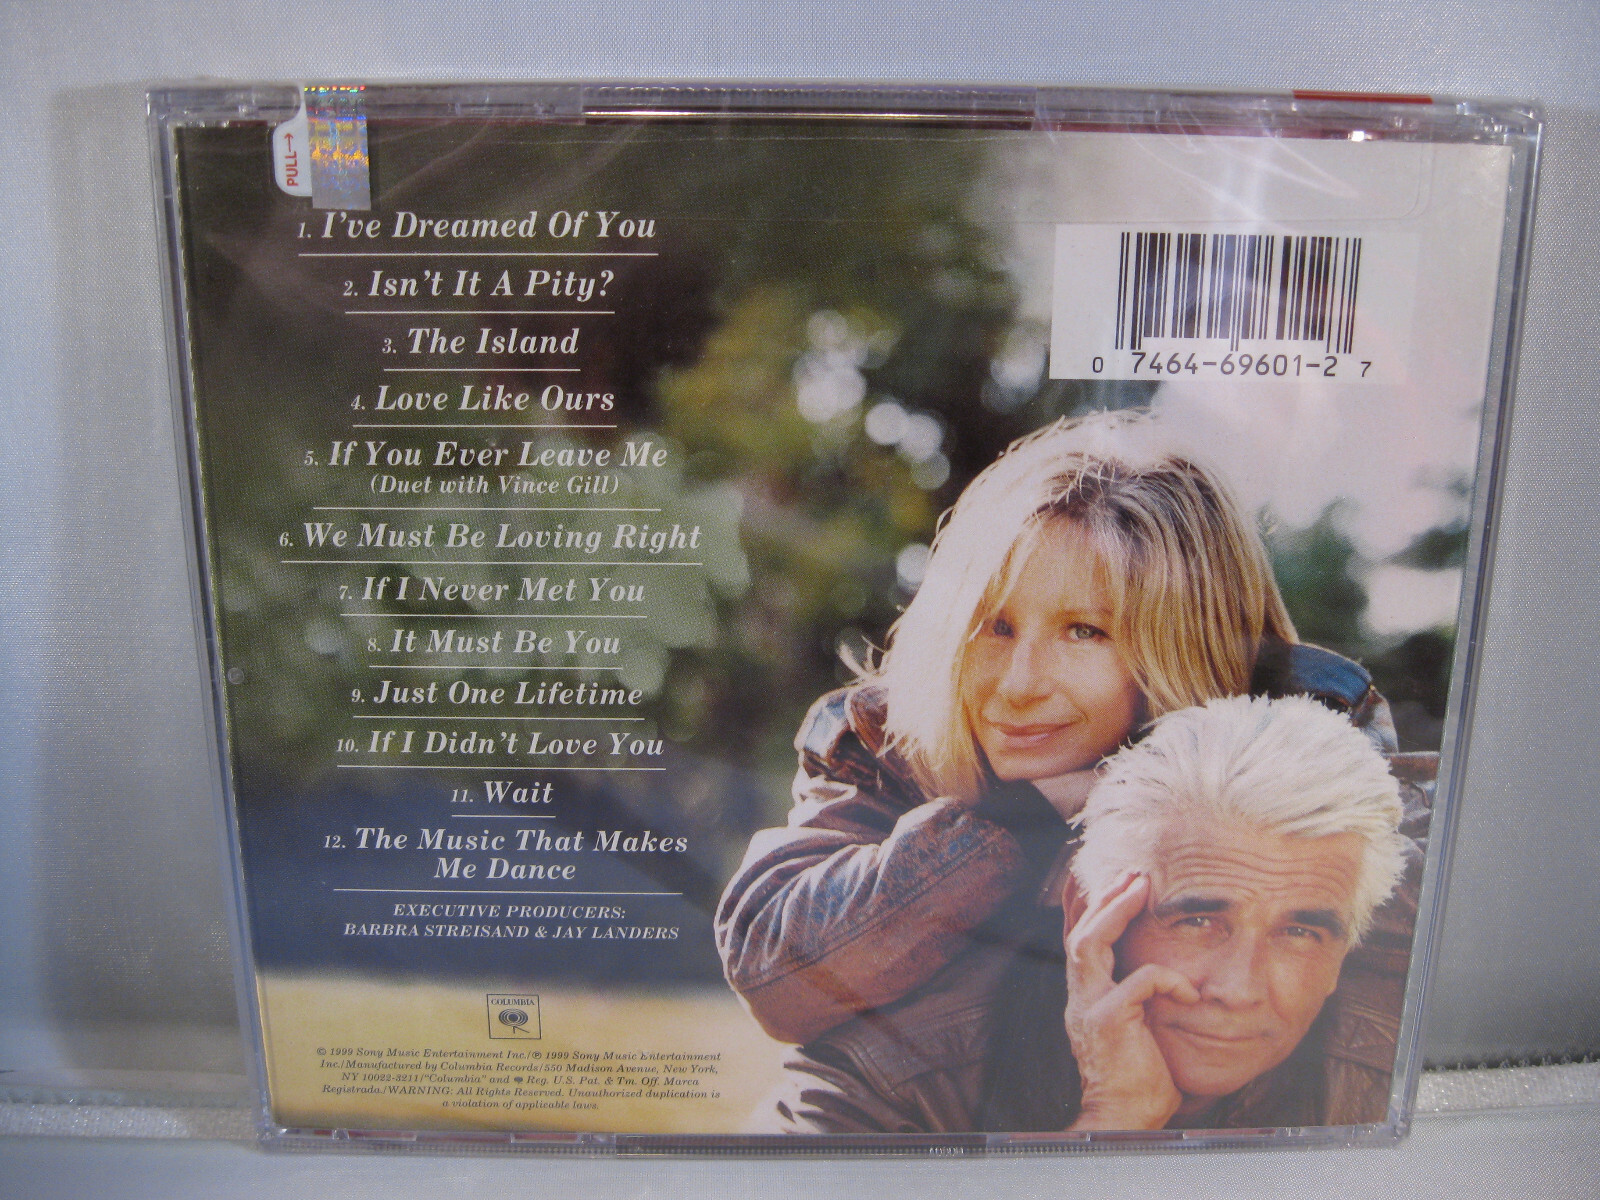 PULL→
1. I've Dreamed Of You
2. Isn't It A Pity?
3. The Island
4. Love Like Ours
5. If You Ever Leave Me
(Duet with Vince Gill)
6. We Must Be Loving Right
7. If I Never Met You
8. It Must Be You
9. Just One Lifetime
10. If I Didn't Love You
11. Wait
12. The Music That Makes
Me Dance
EXECUTIVE PRODUCERS:
BARBRA STREISAND & JAY LANDERS
COLUMBIA
© 1999 Sony Music Entertainment Inc./℗ 1999 Sony Music Entertainment
Inc./Manufactured by Columbia Records/550 Madison Avenue, New York,
NY 10022-3211/"Columbia" and Reg. U.S. Pat. & Tm. Off. Marca
Registrada./WARNING: All Rights Reserved. Unauthorized duplication is
a violation of applicable laws.
0 7464-69601-2 7